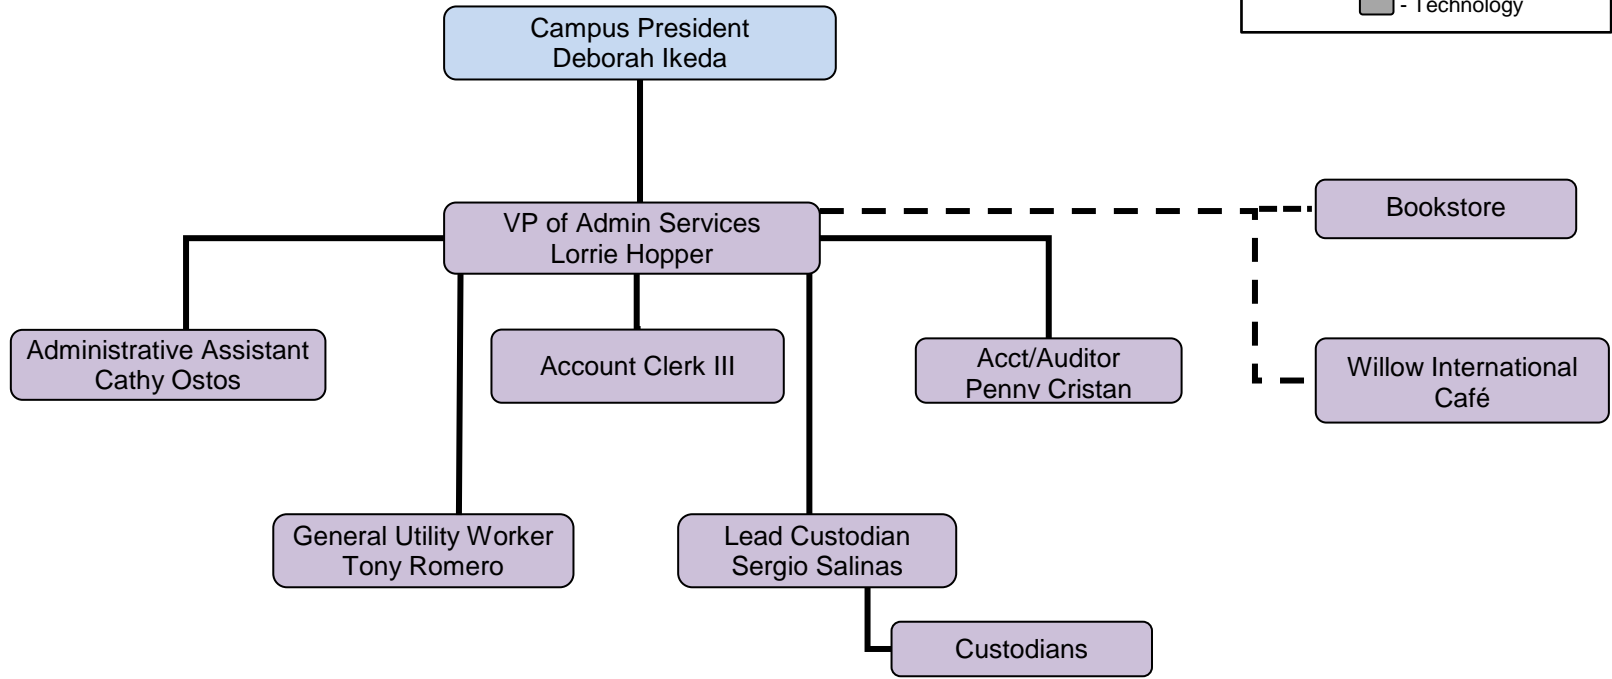 - Technology
Campus President
Deborah Ikeda
VP of Admin Services
Lorrie Hopper
Bookstore
Administrative Assistant
Cathy Ostos
Account Clerk III
Acct/Auditor
Penny Cristan
Willow International
Café
General Utility Worker
Tony Romero
Lead Custodian
Sergio Salinas
Custodians